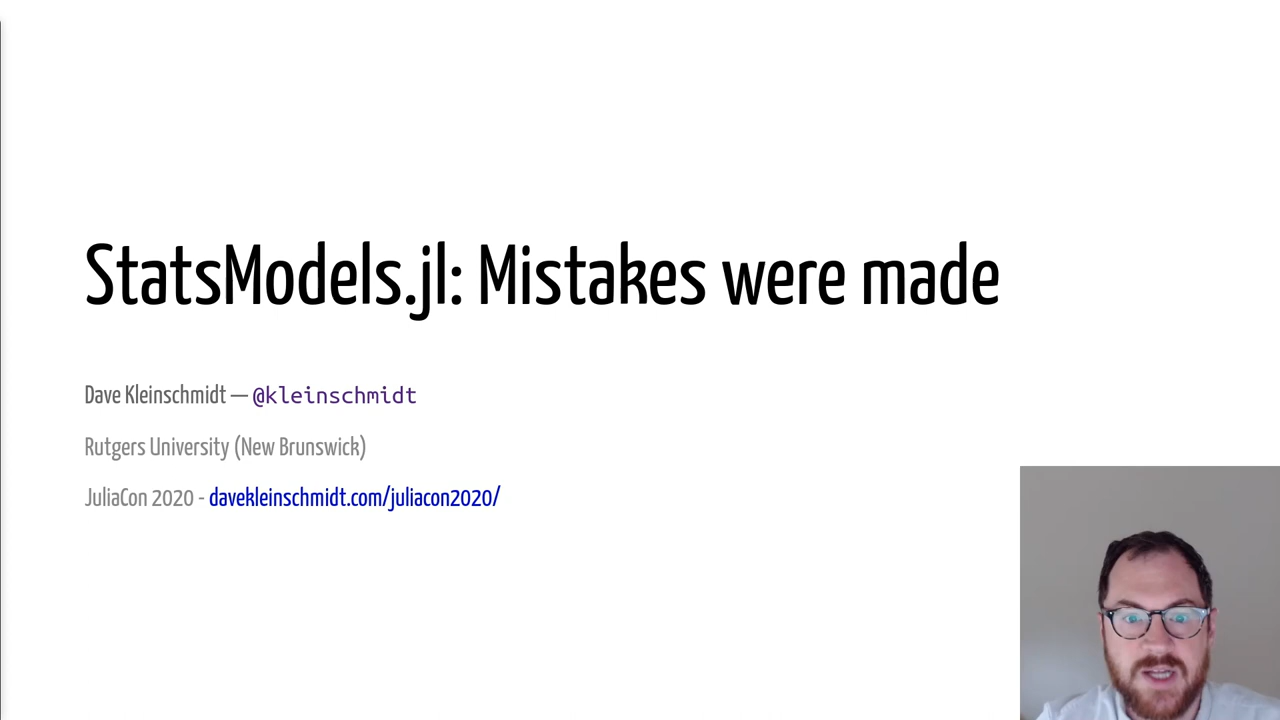 StatsModels.jl: Mistakes were made
Dave Kleinschmidt — @kleinschmidt
Rutgers University (New Brunswick)
JuliaCon 2020 - davekleinschmidt.com/juliacon2020/